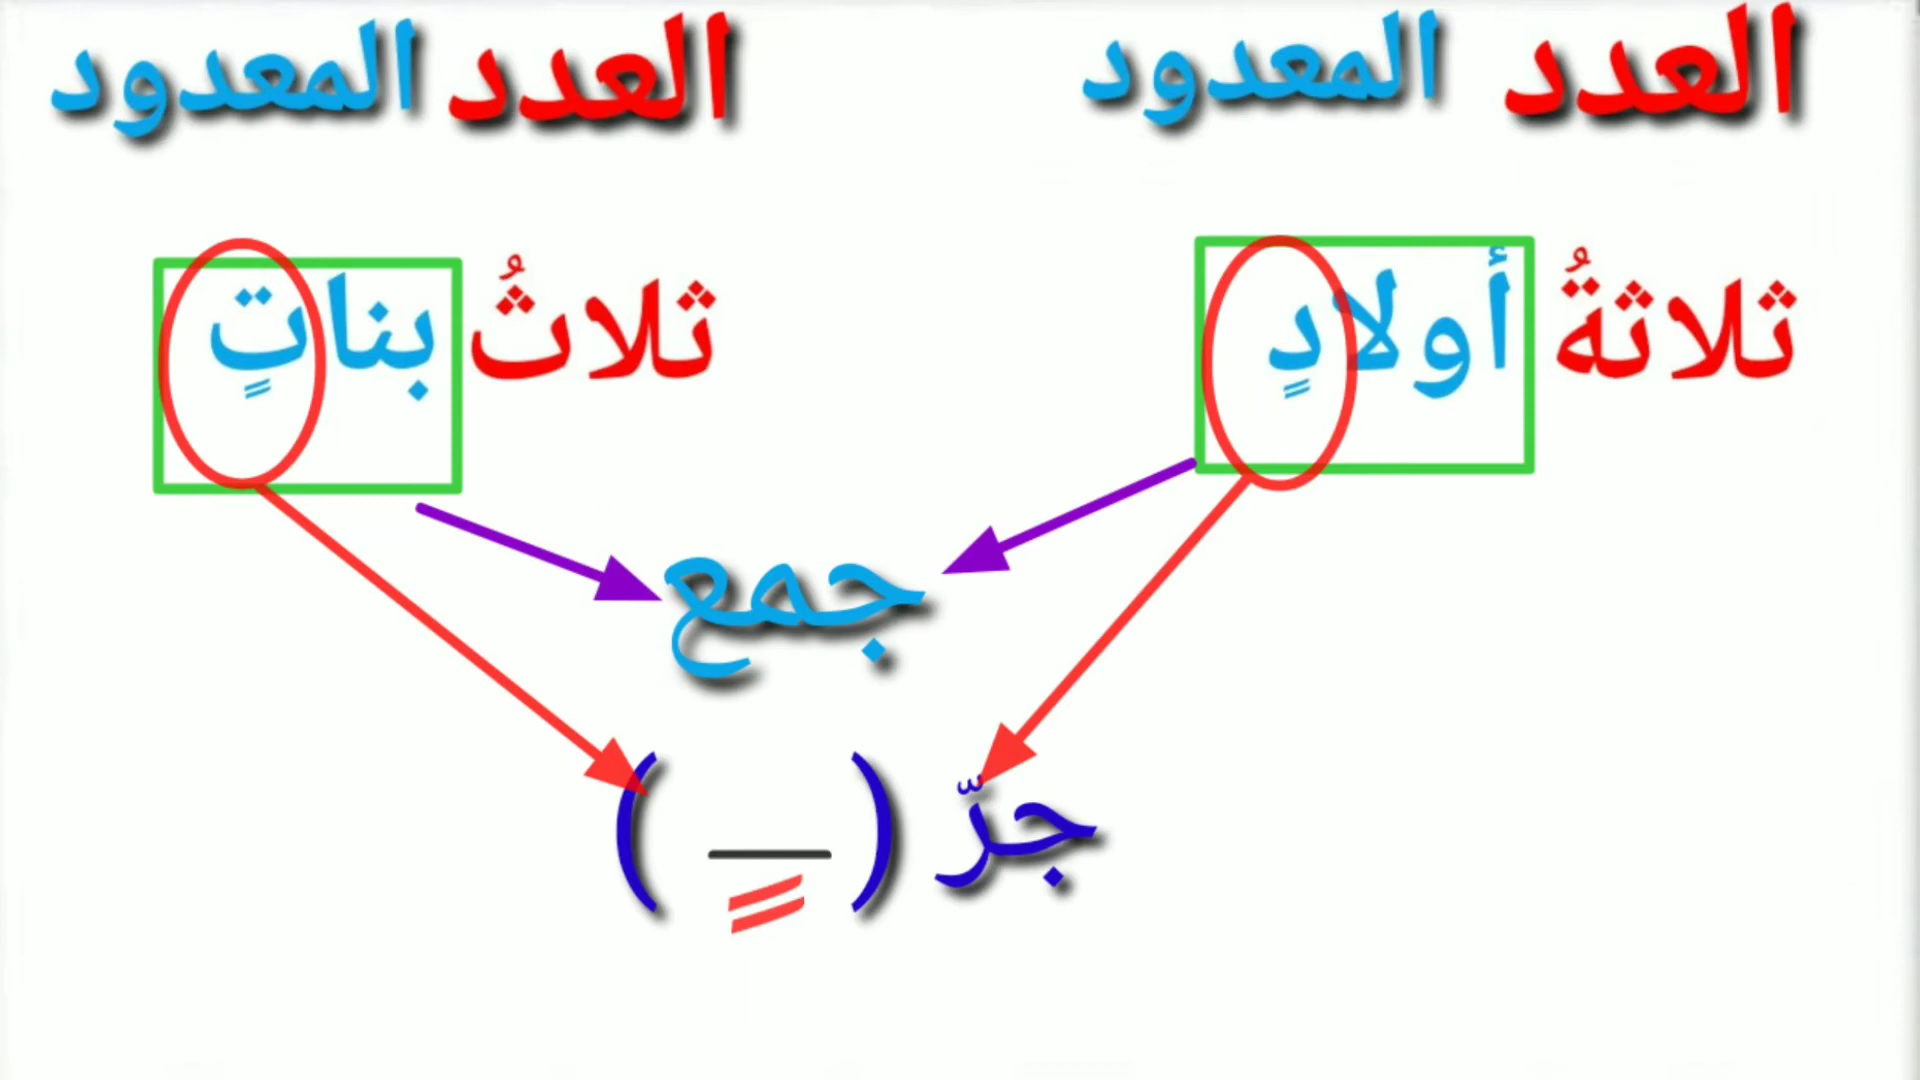 العدد المعدود العدد المعدود
ثلاثةُ أولادٍ ثلاثُ بناتٍ
جمع
جرّ ( ـٍ )